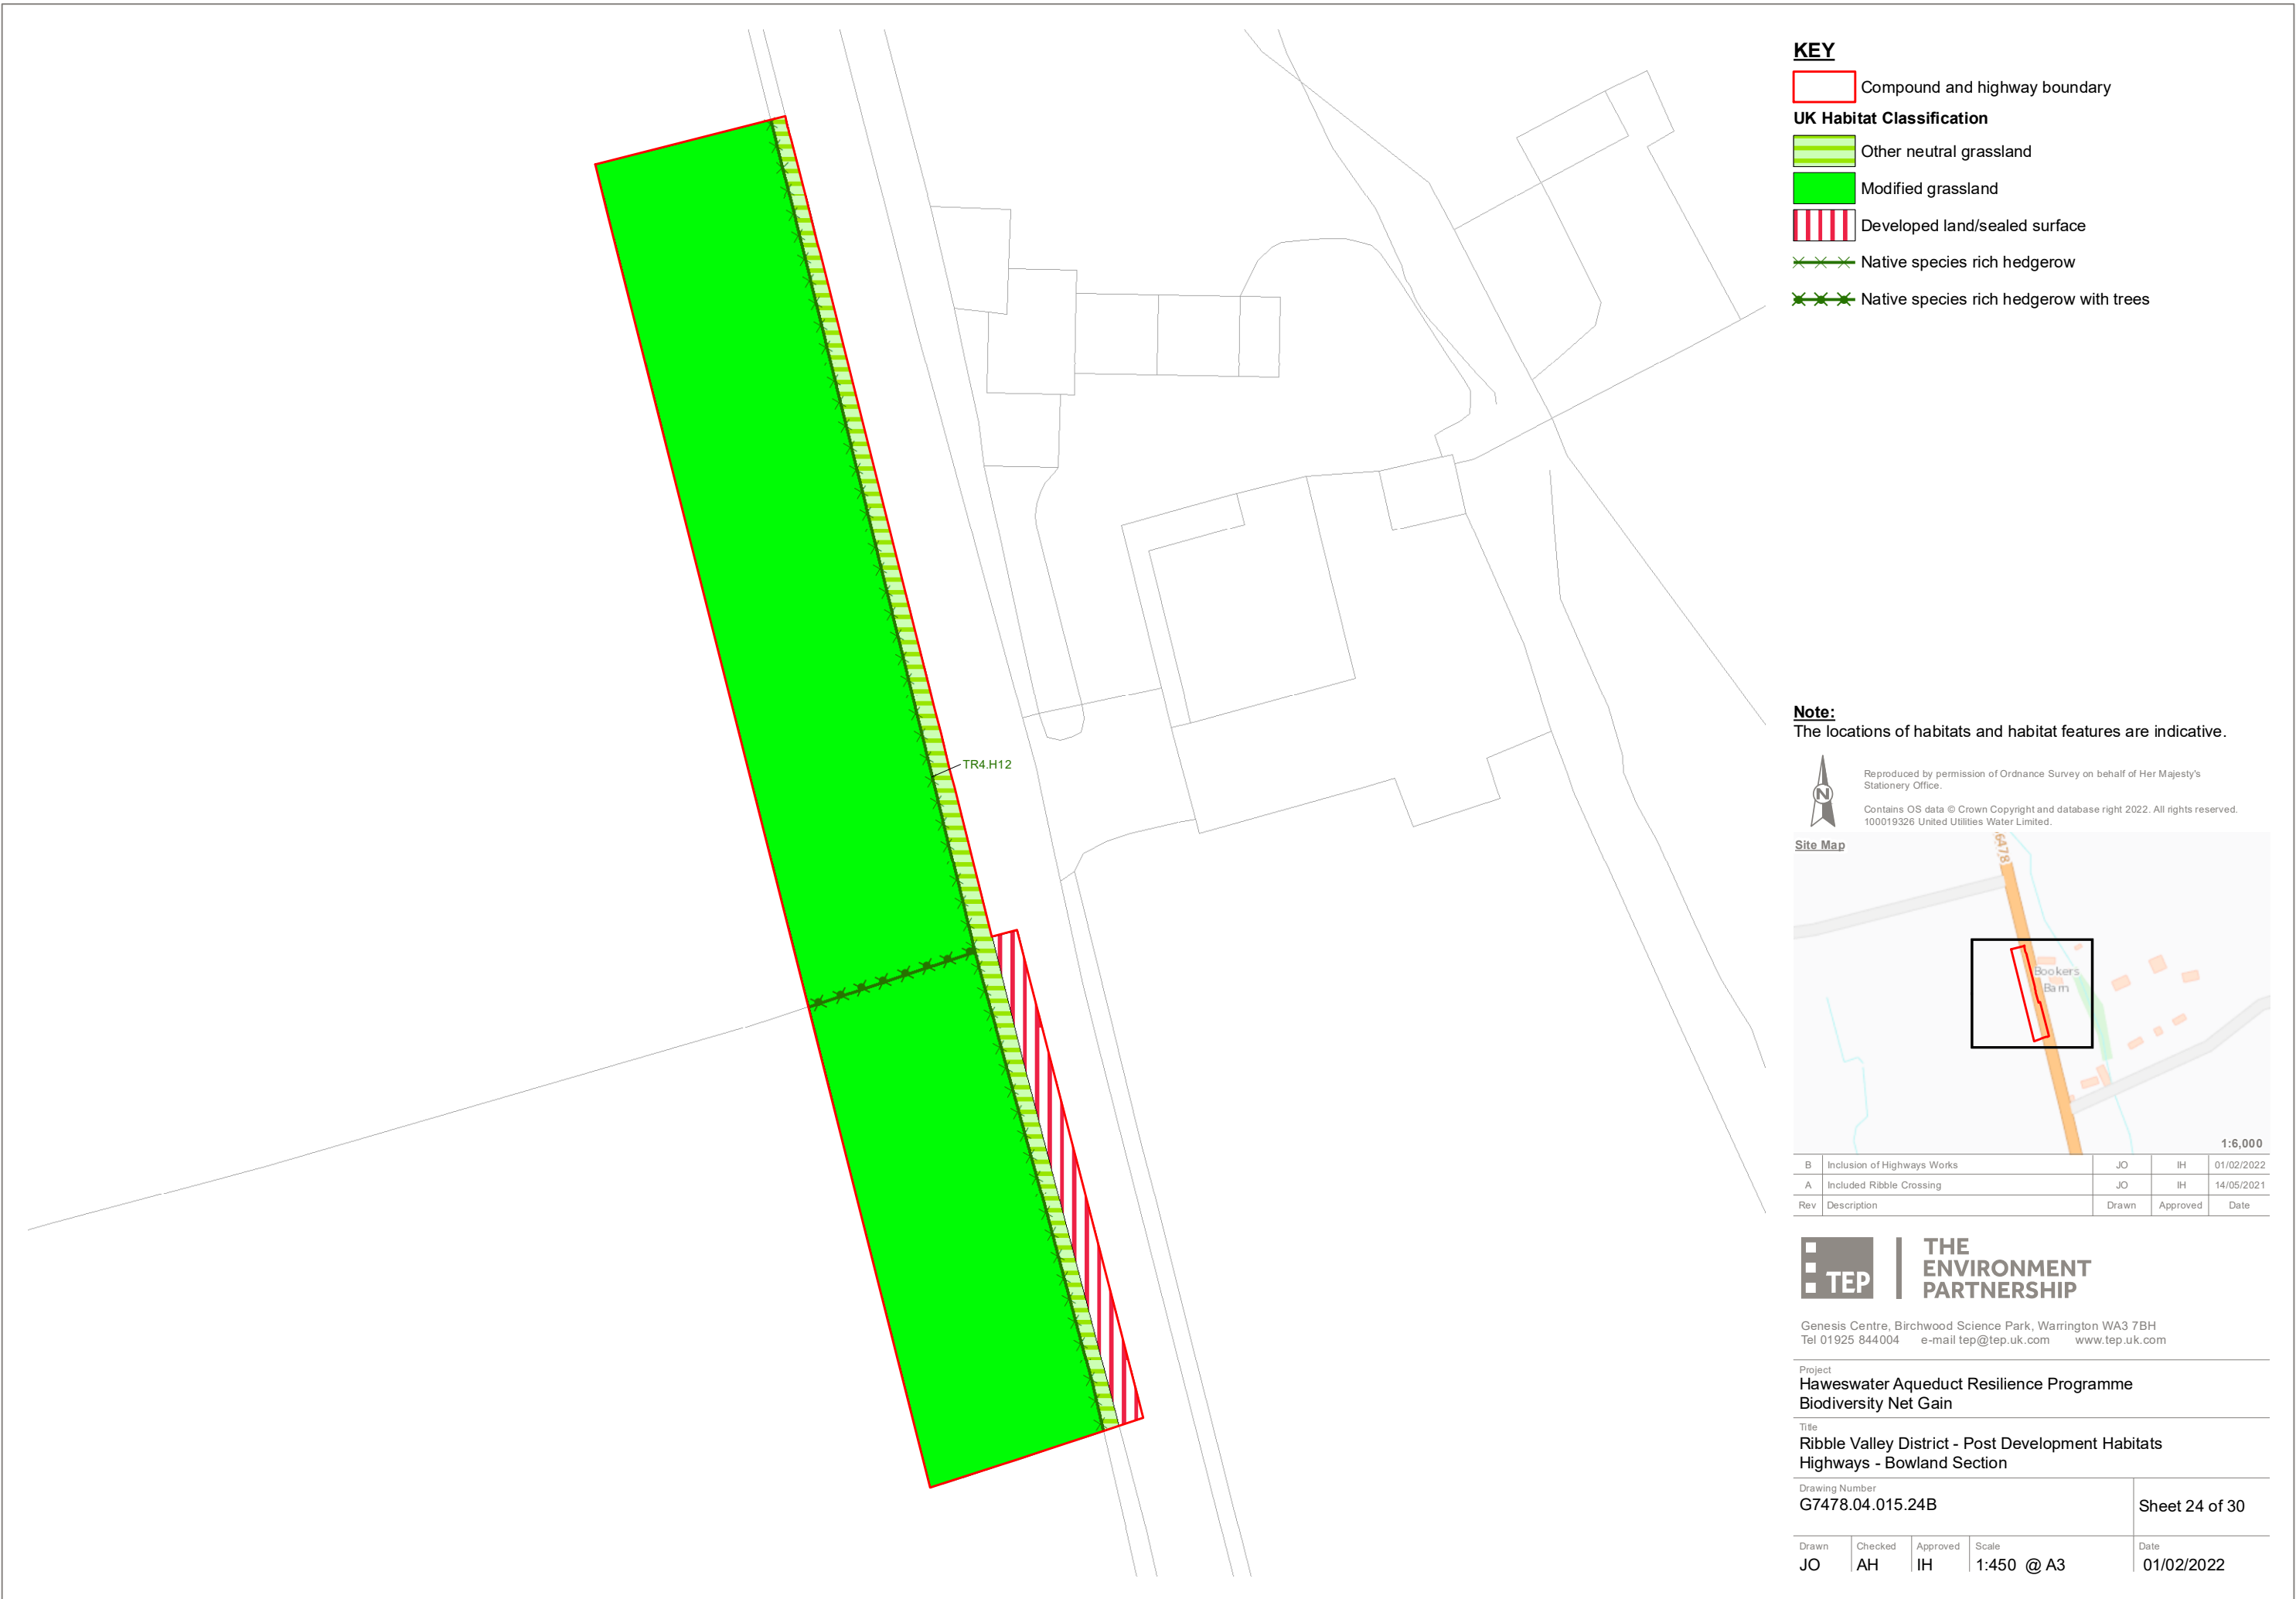 KEY
Compound and highway boundary
UK Habitat Classification
Other neutral grassland
Modified grassland
Developed land/sealed surface
Native species rich hedgerow
Native species rich hedgerow with trees
TR4.H12
Note:
The locations of habitats and habitat features are indicative.
N
Reproduced by permission of Ordnance Survey on behalf of Her Majesty's
Stationery Office.
Contains OS data © Crown Copyright and database right 2022. All rights reserved.
100019326 United Utilities Water Limited.
Site Map
6478
Bookers
Barn
1:6,000
B Inclusion of Highways Works JO IH 01/02/2022
A Included Ribble Crossing JO IH 14/05/2021
Rev Description Drawn Approved Date
TEP
THE
ENVIRONMENT
PARTNERSHIP
Genesis Centre, Birchwood Science Park, Warrington WA3 7BH
Tel 01925 844004 e-mail tep@tep.uk.com www.tep.uk.com
Project
Haweswater Aqueduct Resilience Programme
Biodiversity Net Gain
Title
Ribble Valley District - Post Development Habitats
Highways - Bowland Section
Drawing Number
G7478.04.015.24B
Sheet 24 of 30
Drawn Checked Approved Scale Date
JO AH IH 1:450 @ A3 01/02/2022